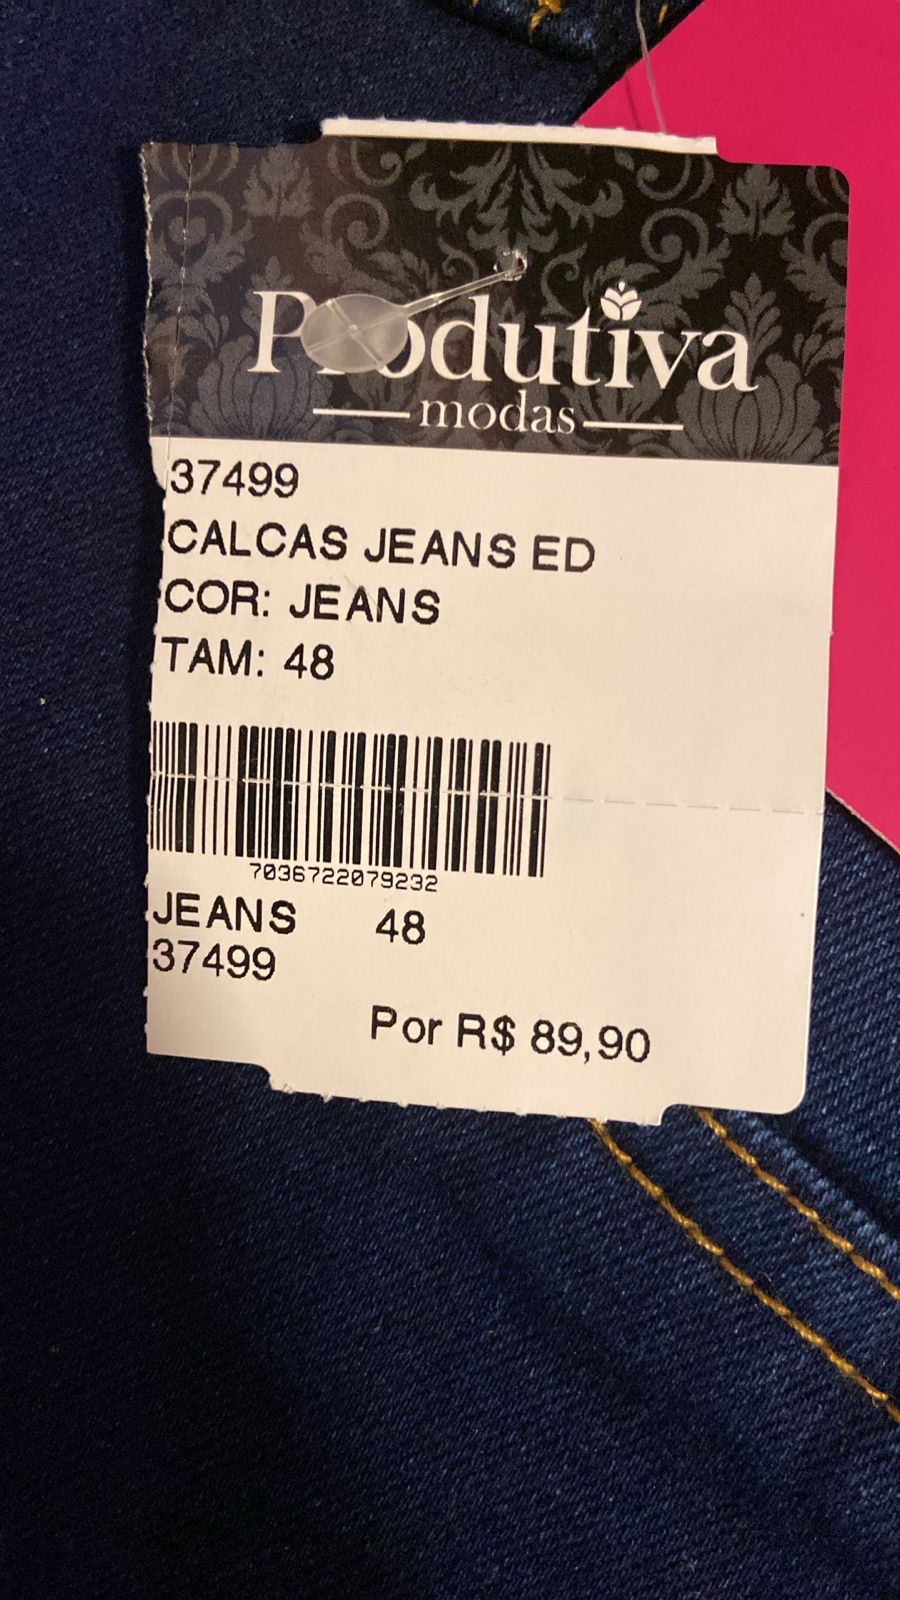 Produtiva
modas
37499
CALCAS JEANS ED
COR: JEANS
TAM: 48
7036722079232
JEANS 48
37499
Por R$ 89,90